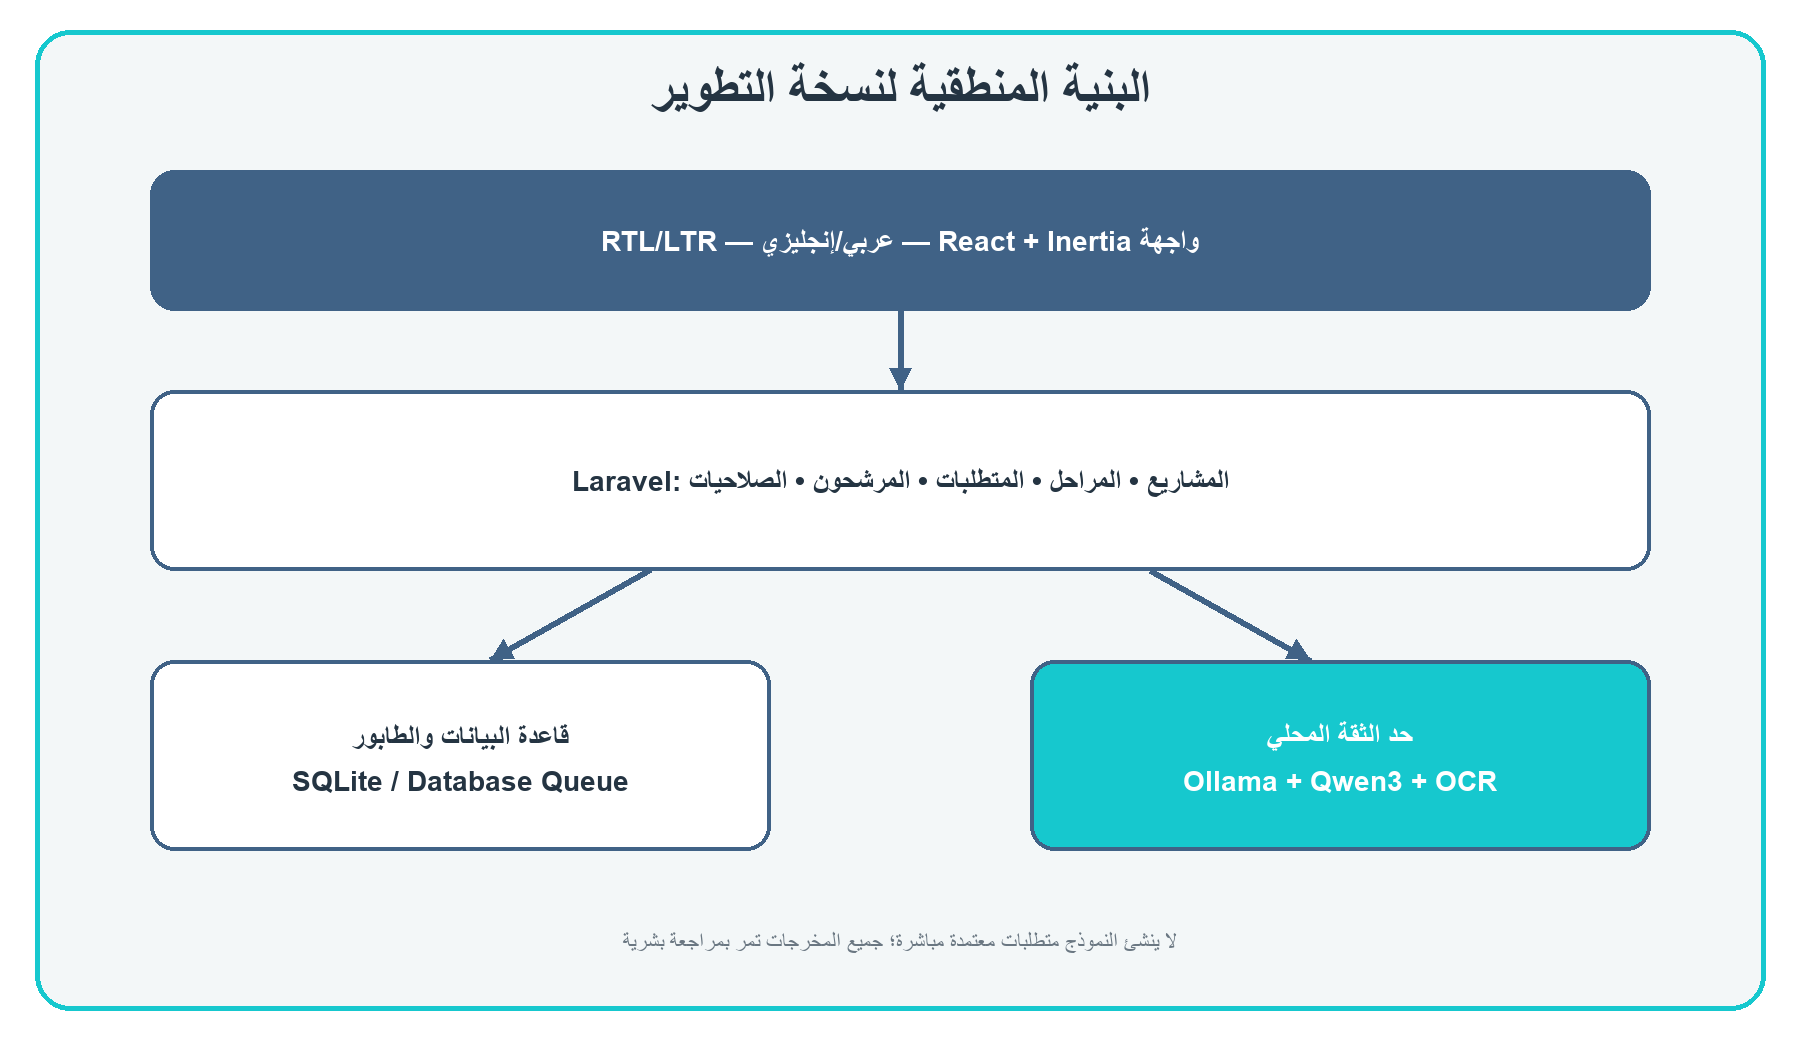 البنية المنطقية لنسخة التطوير
واجهة React + Inertia — عربي/إنجليزي — RTL/LTR
Laravel: المشاريع • المراحل • المتطلبات • المرشحون • الصلاحيات
حد الثقة المحلي
Ollama + Qwen3 + OCR
قاعدة البيانات والطابور
SQLite / Database Queue
لا ينشئ النموذج متطلبات معتمدة مباشرة؛ جميع المخرجات تمر بمراجعة بشرية